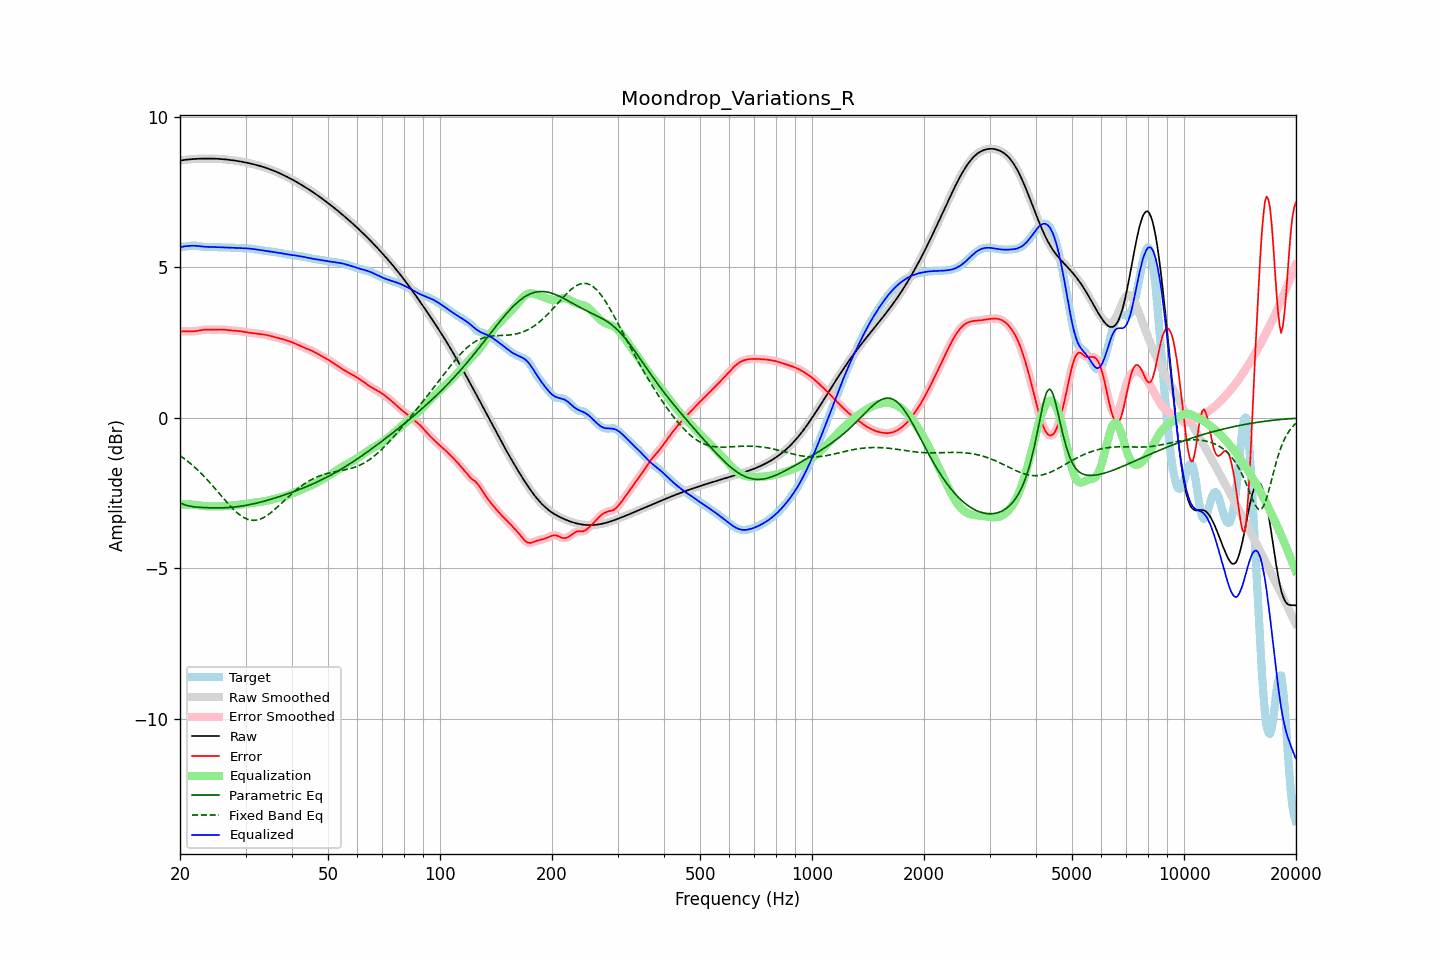 Moondrop_Variations_R
10
5
0
−5
−10
Amplitude (dBr)
Target
Raw Smoothed
Error Smoothed
Raw
Error
Equalization
Parametric Eq
Fixed Band Eq
Equalized
20 50 100 200 500 1000 2000 5000 10000 20000
Frequency (Hz)